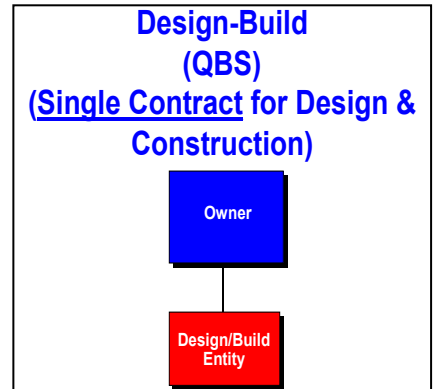 Design-Build
(QBS)
(Single Contract for Design &
Construction)
Owner
Design/Build
Entity